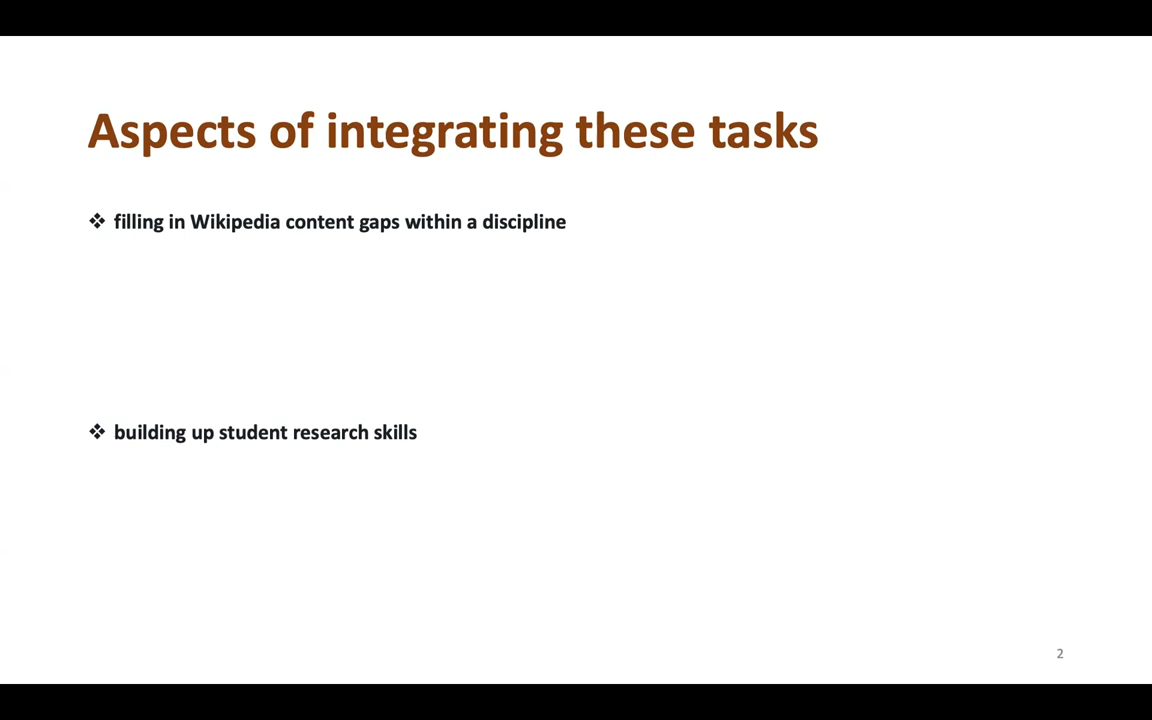 Aspects of integrating these tasks
❖ filling in Wikipedia content gaps within a discipline
❖ building up student research skills
2